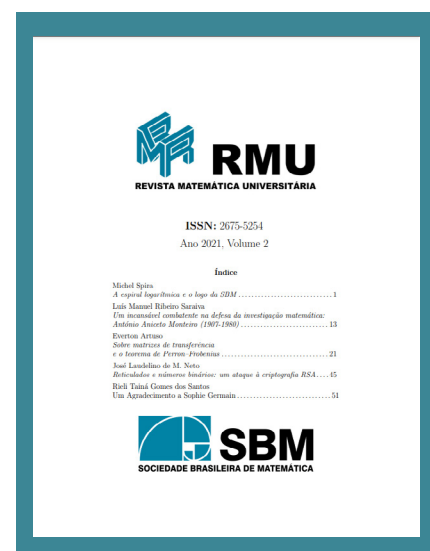 RMU
REVISTA MATEMÁTICA UNIVERSITÁRIA
ISSN: 2675-5254
Ano 2021, Volume 2
Índice
Michel Spira
A espiral logarítmica e o logo da SBM ............................. 1
Luís Manuel Ribeiro Saraiva
Um incansável combatente na defesa da investigação matemática:
António Aniceto Monteiro (1907-1980) ........................... 13
Everton Artuso
Sobre matrizes de transferência
e o teorema de Perron-Frobenius ................................. 21
José Laudelino de M. Neto
Reticulados e números binários: um ataque à criptografia RSA .... 45
Rieli Tainá Gomes dos Santos
Um Agradecimento a Sophie Germain ............................. 51
SBM
SOCIEDADE BRASILEIRA DE MATEMÁTICA